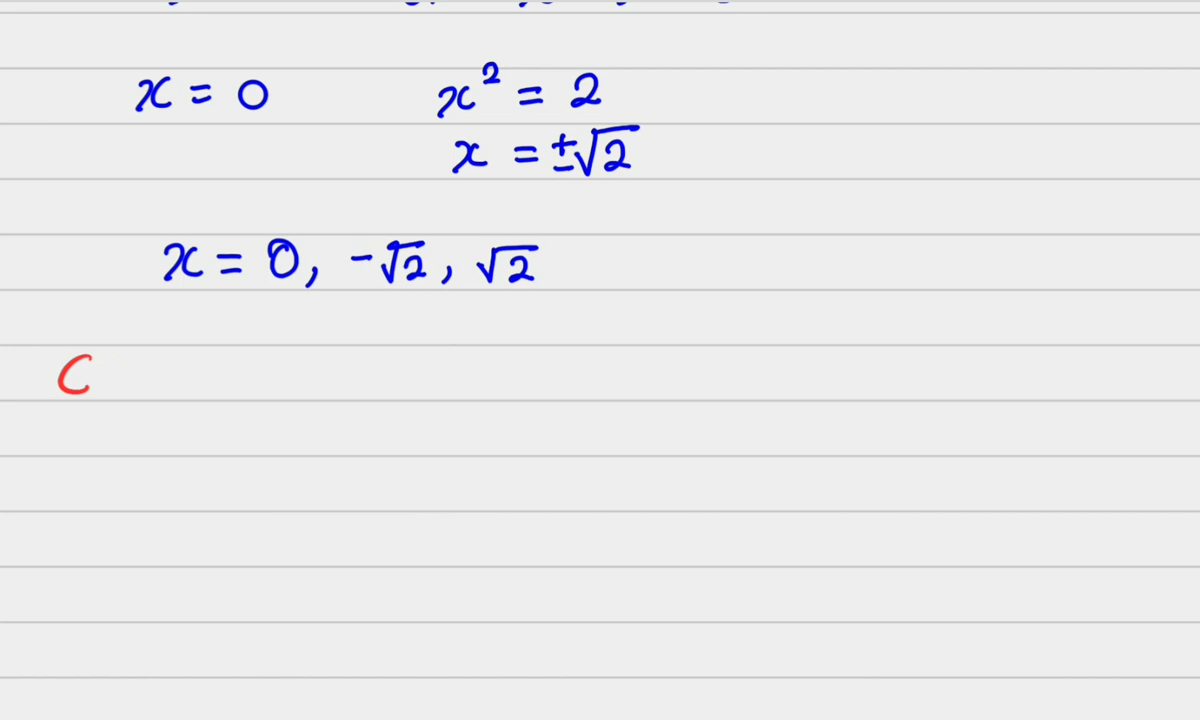 x = 0 x² = 2
x = ±√2
x = 0, -√2, √2
C